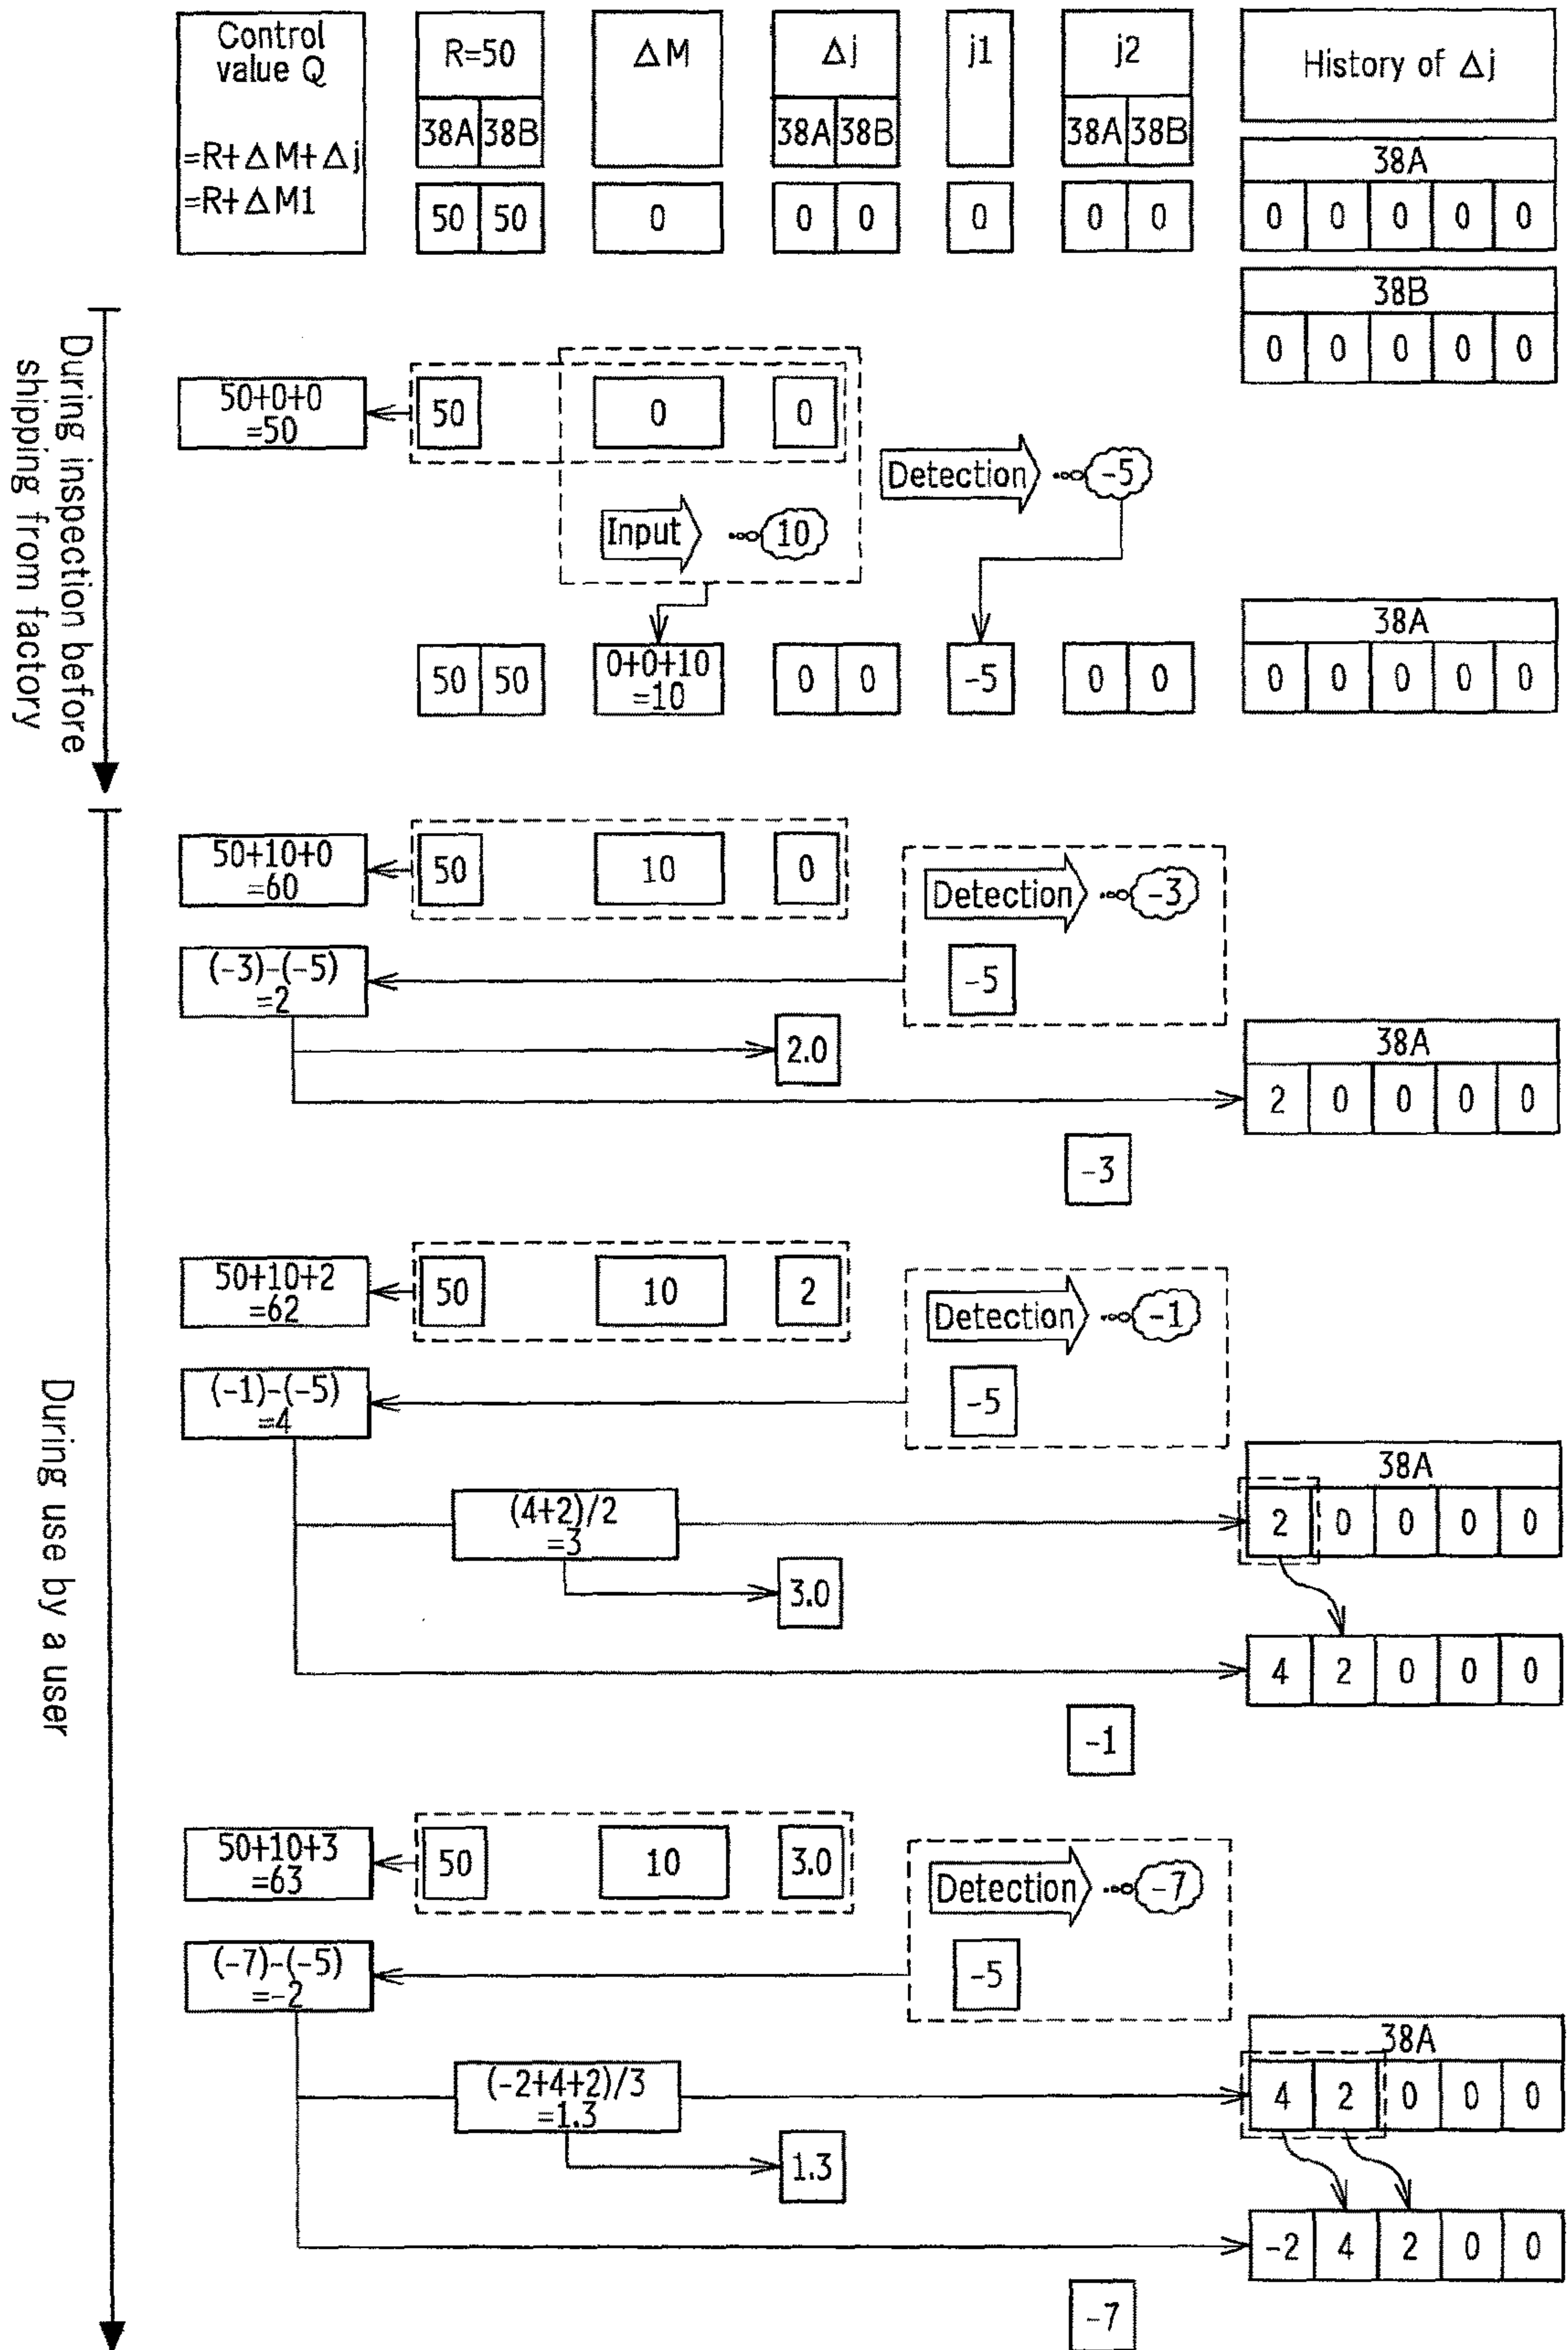 Control
value Q
=R+ΔM+Δj
=R+ΔM1
R=50
38A 38B
50 50
ΔM
0
Δj
38A 38B
0 0
j1
0
j2
38A 38B
0 0
History of Δj
38A
0 0 0 0 0
38B
0 0 0 0 0
During inspection before
shipping from factory
50+0+0
=50
50
0
0
Detection
-5
Input
10
50 50
0+0+10
=10
0 0
-5
0 0
38A
0 0 0 0 0
During use by a user
50+10+0
=60
50
10
0
Detection
-3
(-3)-(-5)
=2
-5
2.0
38A
2 0 0 0 0
-3
50+10+2
=62
50
10
2
Detection
-1
(-1)-(-5)
=4
-5
38A
2 0 0 0 0
(4+2)/2
=3
3.0
4 2 0 0 0
-1
50+10+3
=63
50
10
3.0
Detection
-7
(-7)-(-5)
=-2
-5
38A
4 2 0 0 0
(-2+4+2)/3
=1.3
1.3
-2 4 2 0 0
-7